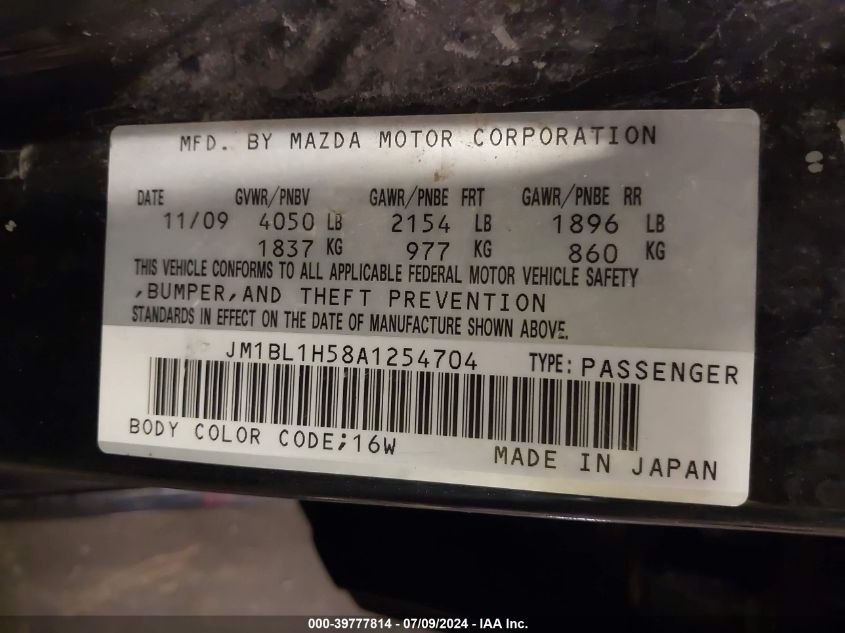 MFD. BY MAZDA MOTOR CORPORATION
DATE GVWR/PNBV GAWR/PNBE FRT GAWR/PNBE RR
11/09 4050 LB 2154 LB 1896 LB
1837 KG 977 KG 860 KG
THIS VEHICLE CONFORMS TO ALL APPLICABLE FEDERAL MOTOR VEHICLE SAFETY
,BUMPER,AND THEFT PREVENTION
STANDARDS IN EFFECT ON THE DATE OF MANUFACTURE SHOWN ABOVE.
JM1BL1H58A1254704 TYPE: PASSENGER
BODY COLOR CODE;16W
MADE IN JAPAN
000-39777814 - 07/09/2024 - IAA Inc.